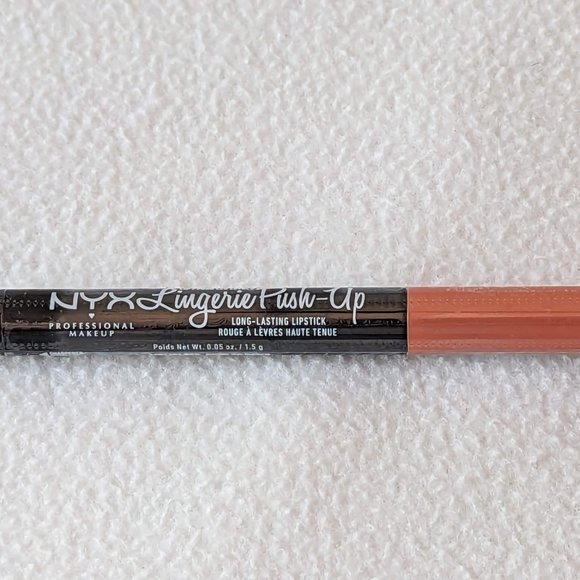 NYX Lingerie Push-Up
PROFESSIONAL MAKEUP
LONG-LASTING LIPSTICK
ROUGE À LÈVRES HAUTE TENUE
Poids Net Wt. 0.05 oz. / 1.5 g